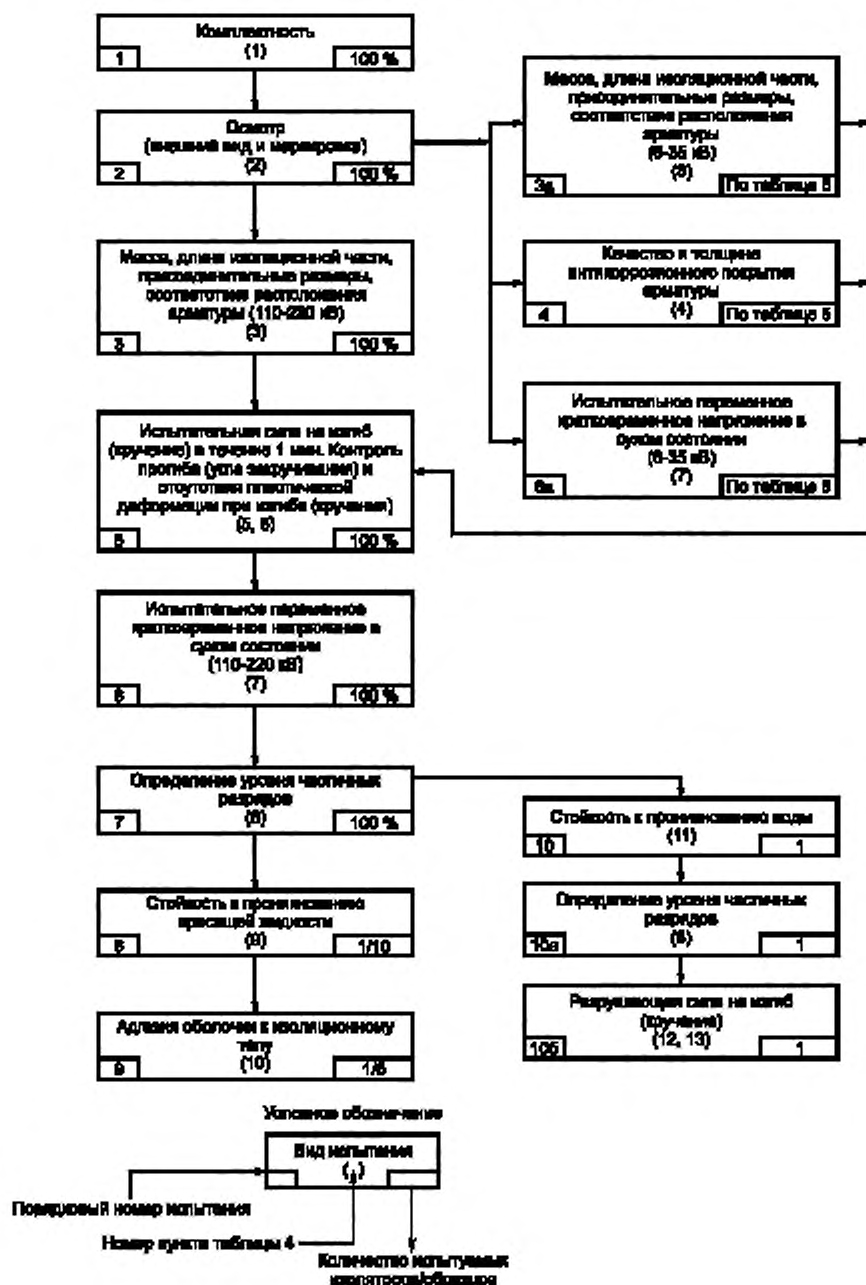 Комплектность
(1)
1 100 %
Осмотр
(внешний вид и маркировка)
(2)
2 100 %
Масса, длина изоляционной части,
присоединительные размеры,
соответствие расположения
арматуры (110-220 кВ)
(3)
3 100 %
Испытательная сила на изгиб
(кручение) в течение 1 мин. Контроль
прогиба (угла закручивания) и
отсутствия пластической
деформации при изгибе (кручении)
(5, 6)
5 100 %
Испытательное переменное
кратковременное напряжение в
сухом состоянии
(110-220 кВ)
(7)
6 100 %
Определение уровня частичных
разрядов
(8)
7 100 %
Стойкость к проникновению
красящей жидкости
(9)
8 1/10
Адгезия оболочки к изоляционному
телу
(10)
9 1/5
Масса, длина изоляционной части,
присоединительные размеры,
соответствие расположения
арматуры
(6-35 кВ)
(3)
3а По таблице 5
Качество и толщина
антикоррозионного покрытия
арматуры
(4)
4 По таблице 5
Испытательное переменное
кратковременное напряжение в
сухом состоянии
(6-35 кВ)
(7)
6а По таблице 5
Стойкость к проникновению воды
(11)
10 1
Определение уровня частичных
разрядов
(8)
10а 1
Разрушающая сила на изгиб
(кручение)
(12, 13)
10б 1
Условное обозначение
Вид испытания
( )
Порядковый номер испытания
Номер пункта таблицы 4
Количество испытуемых
изоляторов/образцов